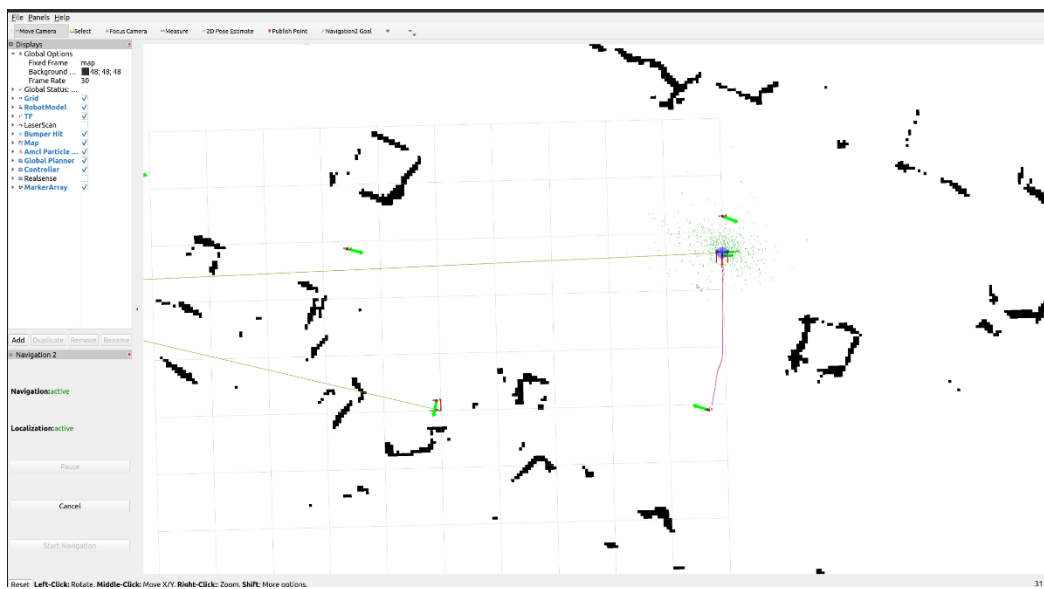 File Panels Help
Move Camera Select Focus Camera Measure 2D Pose Estimate Publish Point Navigation2 Goal
Displays
Global Options
Fixed Frame map
Background ... 48; 48; 48
Frame Rate 30
Global Status: ...
Grid
RobotModel
TF
LaserScan
Bumper Hit
Map
Amcl Particle ...
Global Planner
Controller
Realsense
MarkerArray
Add Duplicate Remove Rename
Navigation 2
Navigation:active
Localization:active
Pause
Cancel
Start Navigation
Reset Left-Click: Rotate. Middle-Click: Move X/Y. Right-Click:: Zoom. Shift: More options. 31